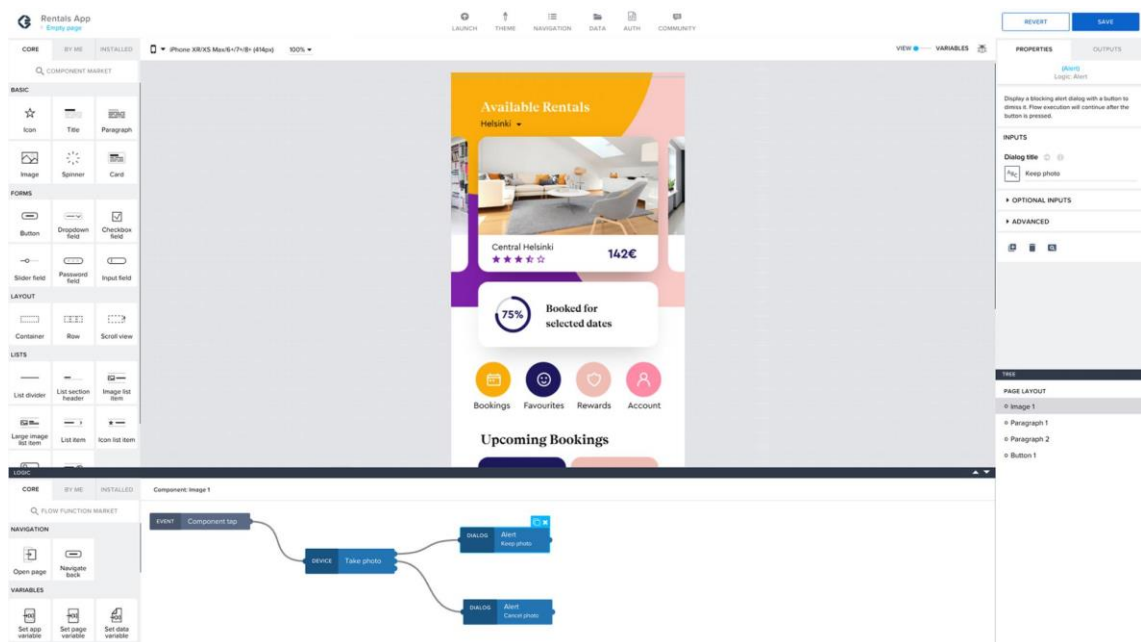 Rentals App
Empty page
LAUNCH
THEME
NAVIGATION
DATA
AUTH
COMMUNITY
REVERT
SAVE
CORE
BY ME
INSTALLED
iPhone XR/XS Max/6+/7+/8+ (414px)
100%
VIEW
VARIABLES
PROPERTIES
OUTPUTS
COMPONENT MARKET
BASIC
Icon
Title
Paragraph
Image
Spinner
Card
FORMS
Button
Dropdown
field
Checkbox
field
Slider field
Password
field
Input field
LAYOUT
Container
Row
Scroll view
LISTS
List divider
List section
header
Image list
item
Large image
list item
List item
Icon list item
Available Rentals
Helsinki
Central Helsinki
142€
75%
Booked for
selected dates
Bookings
Favourites
Rewards
Account
Upcoming Bookings
(Alert)
Logic: Alert
Display a blocking alert dialog with a button to
dimiss it. Flow execution will continue after the
button is pressed.
INPUTS
Dialog title
ABC
Keep photo
OPTIONAL INPUTS
ADVANCED
TREE
PAGE LAYOUT
Image 1
Paragraph 1
Paragraph 2
Button 1
LOGIC
CORE
BY ME
INSTALLED
Component: Image 1
FLOW FUNCTION MARKET
NAVIGATION
Open page
Navigate
back
VARIABLES
Set app
variable
Set page
variable
Set data
variable
EVENT
Component tap
DEVICE
Take photo
DIALOG
Alert
Keep photo
DIALOG
Alert
Cancel photo